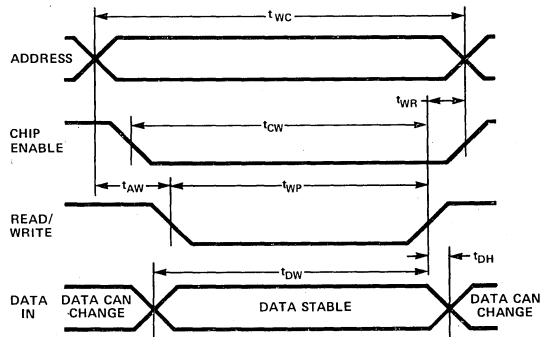 tWC
ADDRESS
tWR
tCW
CHIP
ENABLE
tAW
tWP
READ/
WRITE
tDH
tDW
DATA
IN
DATA CAN
CHANGE
DATA STABLE
DATA CAN
CHANGE